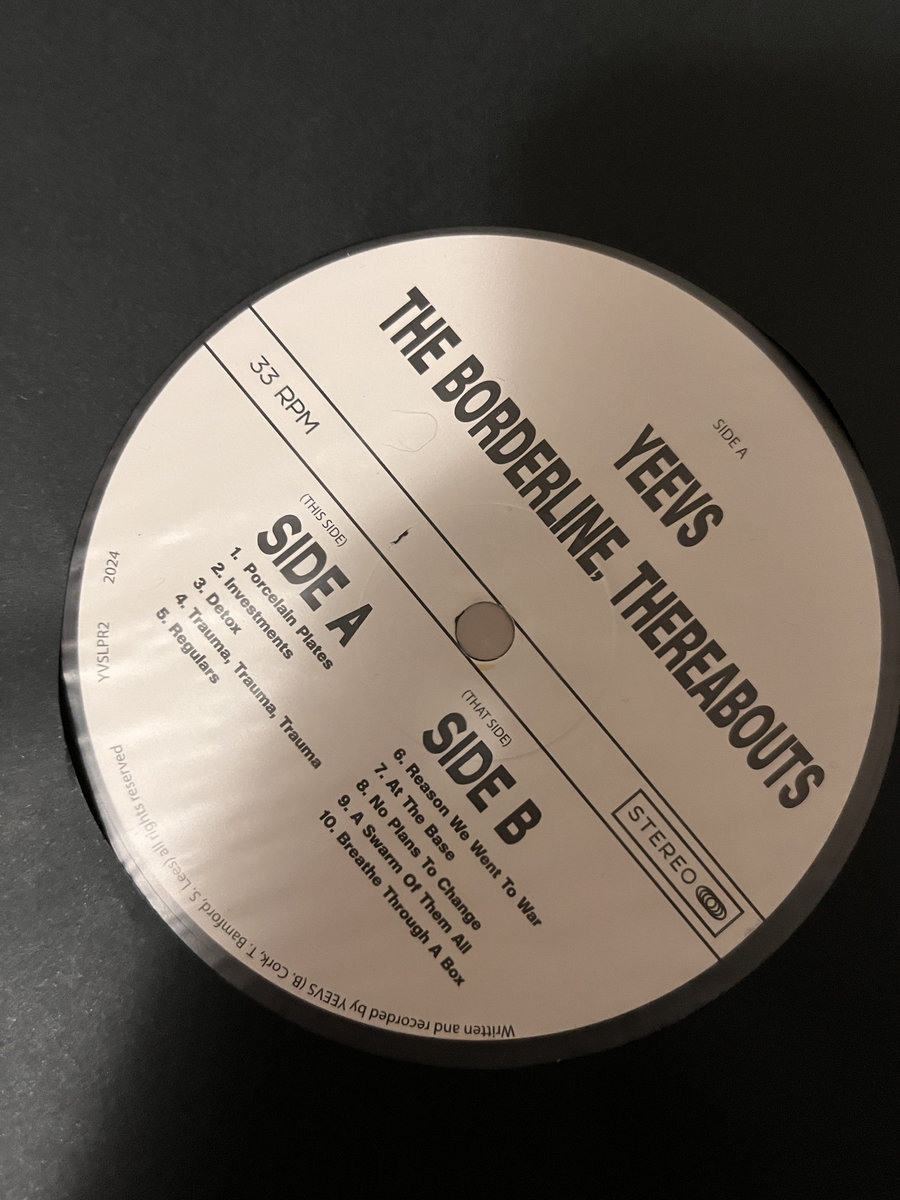 SIDE A
YEEVS
THE BORDERLINE, THEREABOUTS
33 RPM
STEREO
(THIS SIDE)
SIDE A
1. Porcelain Plates
2. Investments
3. Detox
4. Trauma, Trauma, Trauma
5. Regulars
(THAT SIDE)
SIDE B
6. Reason We Went To War
7. At The Base
8. No Plans To Change
9. A Swarm Of Them All
10. Breathe Through A Box
YVSLPR2 2024
Written and recorded by YEEVS (B. Cork, T. Bamford, S. Lees) all rights reserved